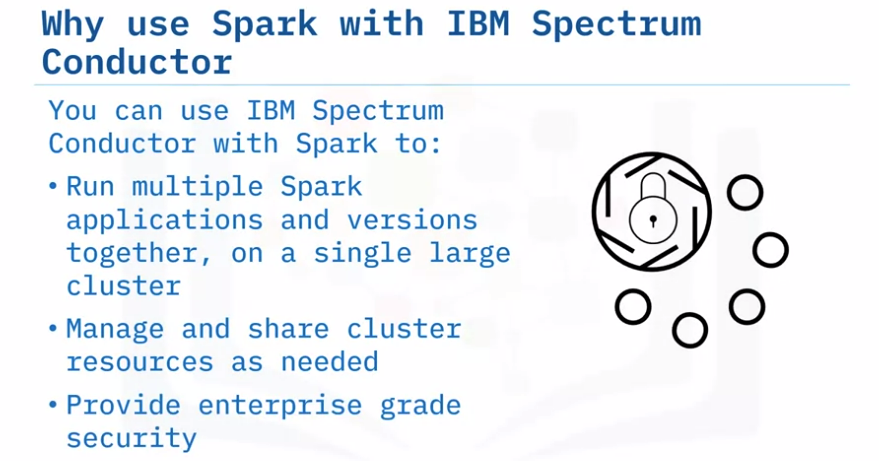 Why use Spark with IBM Spectrum
Conductor
You can use IBM Spectrum
Conductor with Spark to:
• Run multiple Spark
applications and versions
together, on a single large
cluster
• Manage and share cluster
resources as needed
• Provide enterprise grade
security